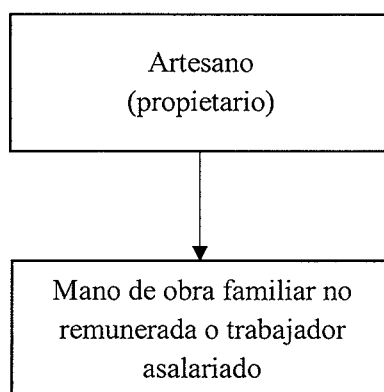 Artesano
(propietario)
Mano de obra familiar no
remunerada o trabajador
asalariado